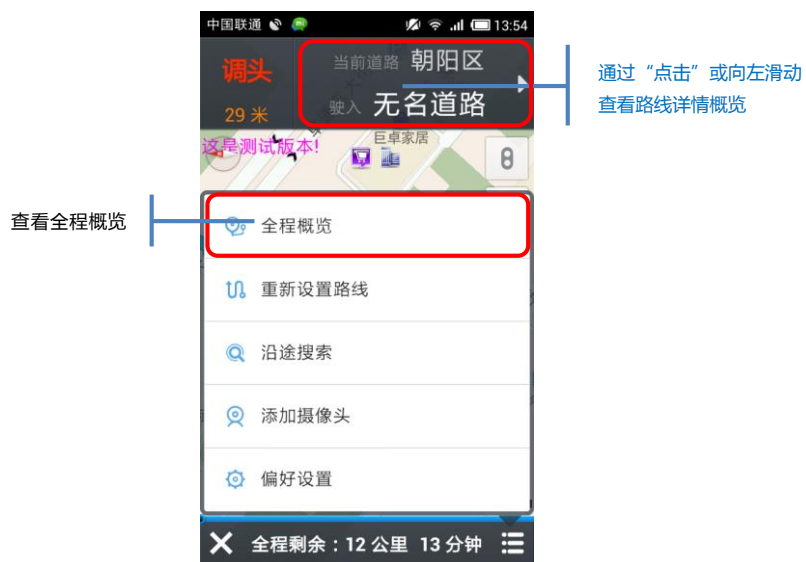 中国联通 13:54
调头 当前道路 朝阳区
29 米 驶入 无名道路
通过“点击”或向左滑动
查看路线详情概览
这是测试版本!
巨卓家居
查看全程概览
全程概览
重新设置路线
沿途搜索
添加摄像头
偏好设置
全程剩余：12 公里 13 分钟